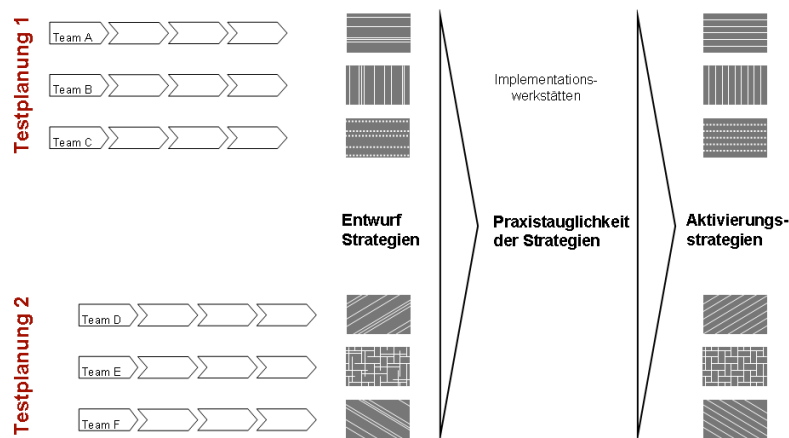 Testplanung 1
Team A
Team B
Team C
Implementations-
werkstätten
Entwurf
Strategien
Praxistauglichkeit
der Strategien
Aktivierungs-
strategien
Testplanung 2
Team D
Team E
Team F